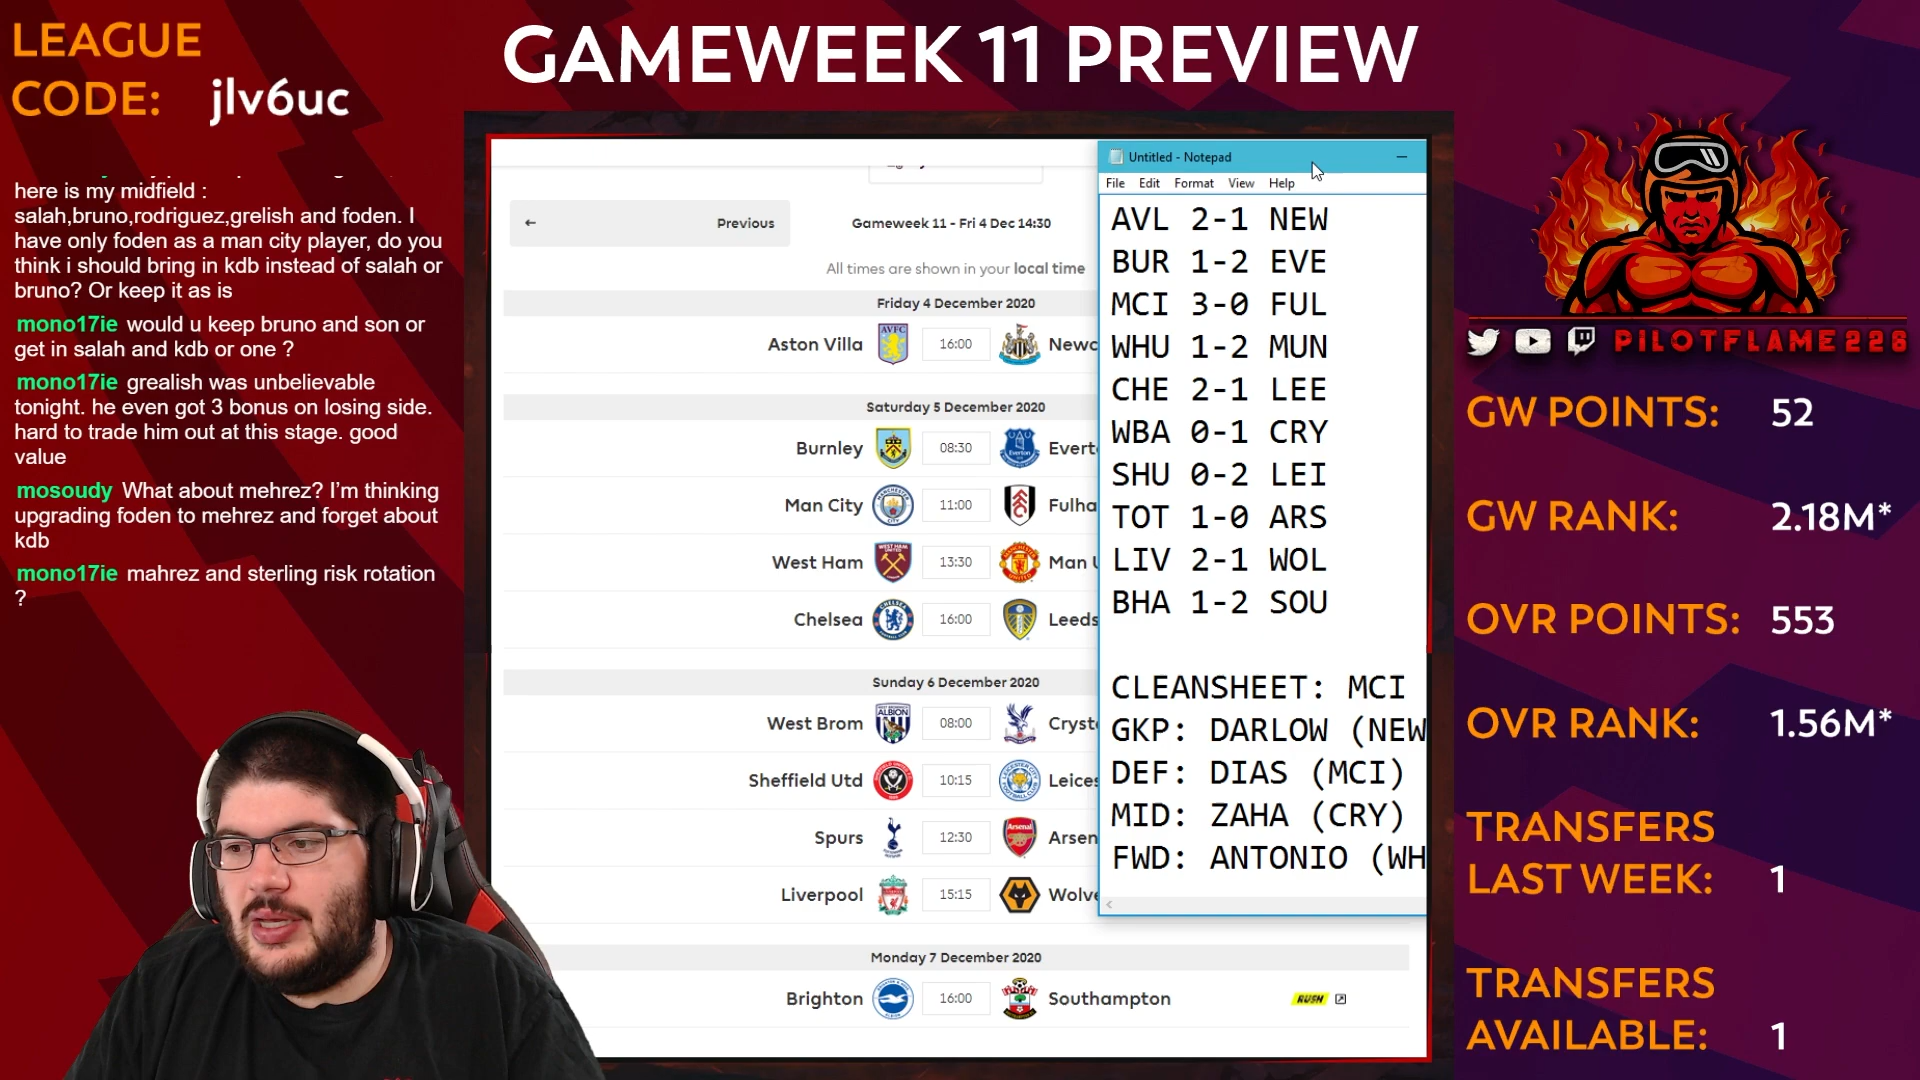 LEAGUE
CODE: jlv6uc
GAMEWEEK 11 PREVIEW
here is my midfield :
salah,bruno,rodriguez,grelish and foden. I
have only foden as a man city player, do you
think i should bring in kdb instead of salah or
bruno? Or keep it as is
mono17ie would u keep bruno and son or
get in salah and kdb or one ?
mono17ie grealish was unbelievable
tonight. he even got 3 bonus on losing side.
hard to trade him out at this stage. good
value
mosoudy What about mehrez? I'm thinking
upgrading foden to mehrez and forget about
kdb
mono17ie mahrez and sterling risk rotation
?
← Previous
Gameweek 11 - Fri 4 Dec 14:30
All times are shown in your local time
Friday 4 December 2020
Aston Villa 16:00 Newc
Saturday 5 December 2020
Burnley 08:30 Everto
Man City 11:00 Fulha
West Ham 13:30 Man U
Chelsea 16:00 Leeds
Sunday 6 December 2020
West Brom 08:00 Cryst
Sheffield Utd 10:15 Leices
Spurs 12:30 Arsen
Liverpool 15:15 Wolve
Monday 7 December 2020
Brighton 16:00 Southampton
RUSH
Untitled - Notepad
File Edit Format View Help
AVL 2-1 NEW
BUR 1-2 EVE
MCI 3-0 FUL
WHU 1-2 MUN
CHE 2-1 LEE
WBA 0-1 CRY
SHU 0-2 LEI
TOT 1-0 ARS
LIV 2-1 WOL
BHA 1-2 SOU
CLEANSHEET: MCI
GKP: DARLOW (NEW
DEF: DIAS (MCI)
MID: ZAHA (CRY)
FWD: ANTONIO (WH
PILOTFLAME226
GW POINTS: 52
GW RANK: 2.18M*
OVR POINTS: 553
OVR RANK: 1.56M*
TRANSFERS
LAST WEEK: 1
TRANSFERS
AVAILABLE: 1